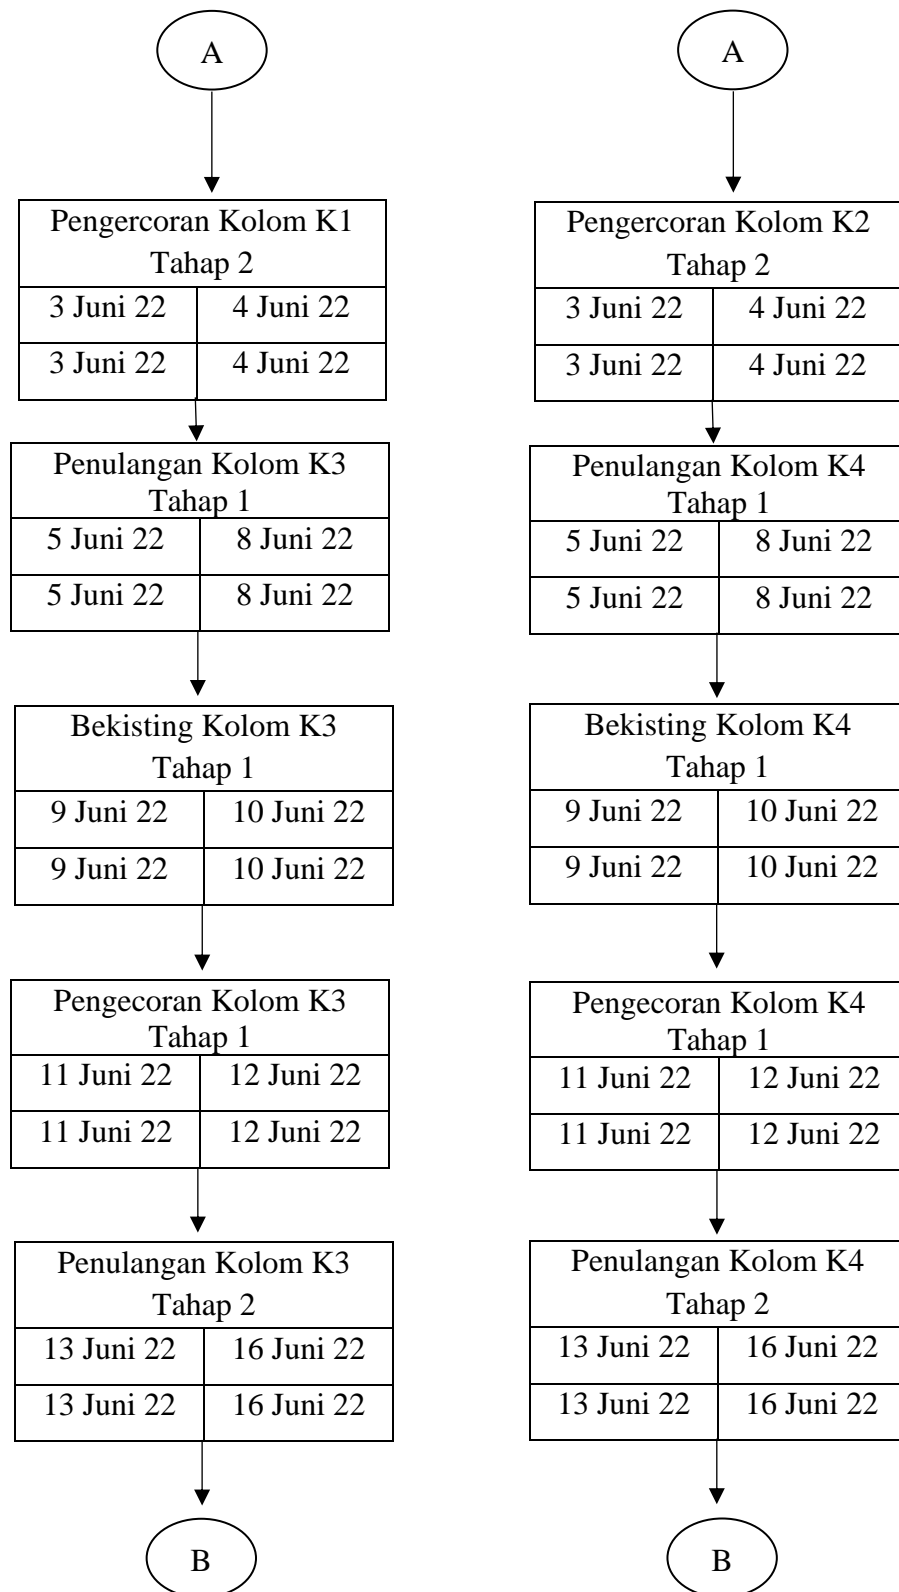 A
Pengercoran Kolom K1
Tahap 2
3 Juni 22 4 Juni 22
3 Juni 22 4 Juni 22
Penulangan Kolom K3
Tahap 1
5 Juni 22 8 Juni 22
5 Juni 22 8 Juni 22
Bekisting Kolom K3
Tahap 1
9 Juni 22 10 Juni 22
9 Juni 22 10 Juni 22
Pengecoran Kolom K3
Tahap 1
11 Juni 22 12 Juni 22
11 Juni 22 12 Juni 22
Penulangan Kolom K3
Tahap 2
13 Juni 22 16 Juni 22
13 Juni 22 16 Juni 22
B
A
Pengercoran Kolom K2
Tahap 2
3 Juni 22 4 Juni 22
3 Juni 22 4 Juni 22
Penulangan Kolom K4
Tahap 1
5 Juni 22 8 Juni 22
5 Juni 22 8 Juni 22
Bekisting Kolom K4
Tahap 1
9 Juni 22 10 Juni 22
9 Juni 22 10 Juni 22
Pengecoran Kolom K4
Tahap 1
11 Juni 22 12 Juni 22
11 Juni 22 12 Juni 22
Penulangan Kolom K4
Tahap 2
13 Juni 22 16 Juni 22
13 Juni 22 16 Juni 22
B